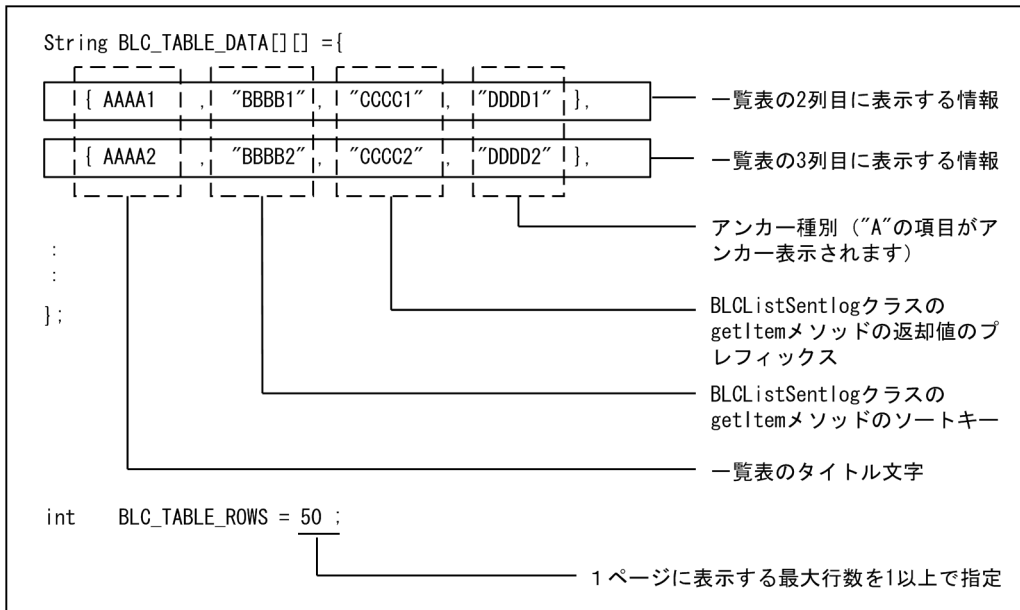 String BLC_TABLE_DATA[][] ={
{ AAAA1 , "BBBB1", "CCCC1" , "DDDD1" },
一覧表の2列目に表示する情報
{ AAAA2 , "BBBB2", "CCCC2" , "DDDD2" },
一覧表の3列目に表示する情報
アンカー種別（"A"の項目がア
ンカー表示されます）
:
:
};
BLCListSentlogクラスの
getItemメソッドの返却値のプ
レフィックス
BLCListSentlogクラスの
getItemメソッドのソートキー
一覧表のタイトル文字
int BLC_TABLE_ROWS = 50 ;
１ページに表示する最大行数を1以上で指定